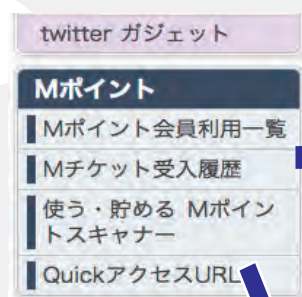 twitter ガジェット
Mポイント
Mポイント会員利用一覧
Mチケット受入履歴
使う・貯める Mポイン
トスキャナー
QuickアクセスURL